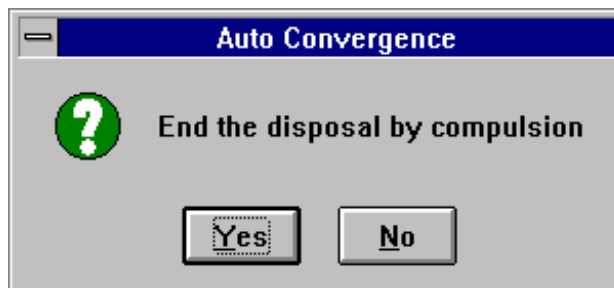 Auto Convergence
End the disposal by compulsion
Yes No